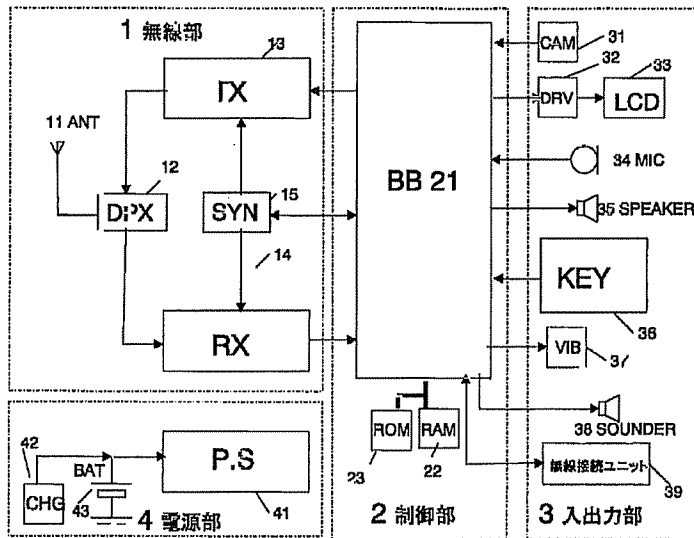 1 無線部
13
TX
11 ANT
12
DPX
15
SYN
14
RX
42
BAT
CHG
43
P.S
41
4 電源部
BB 21
ROM
RAM
23
22
2 制御部
31
CAM
32
33
DRV
LCD
34 MIC
35 SPEAKER
KEY
36
VIB
37
38 SOUNDER
無線接続ユニット
39
3 入出力部